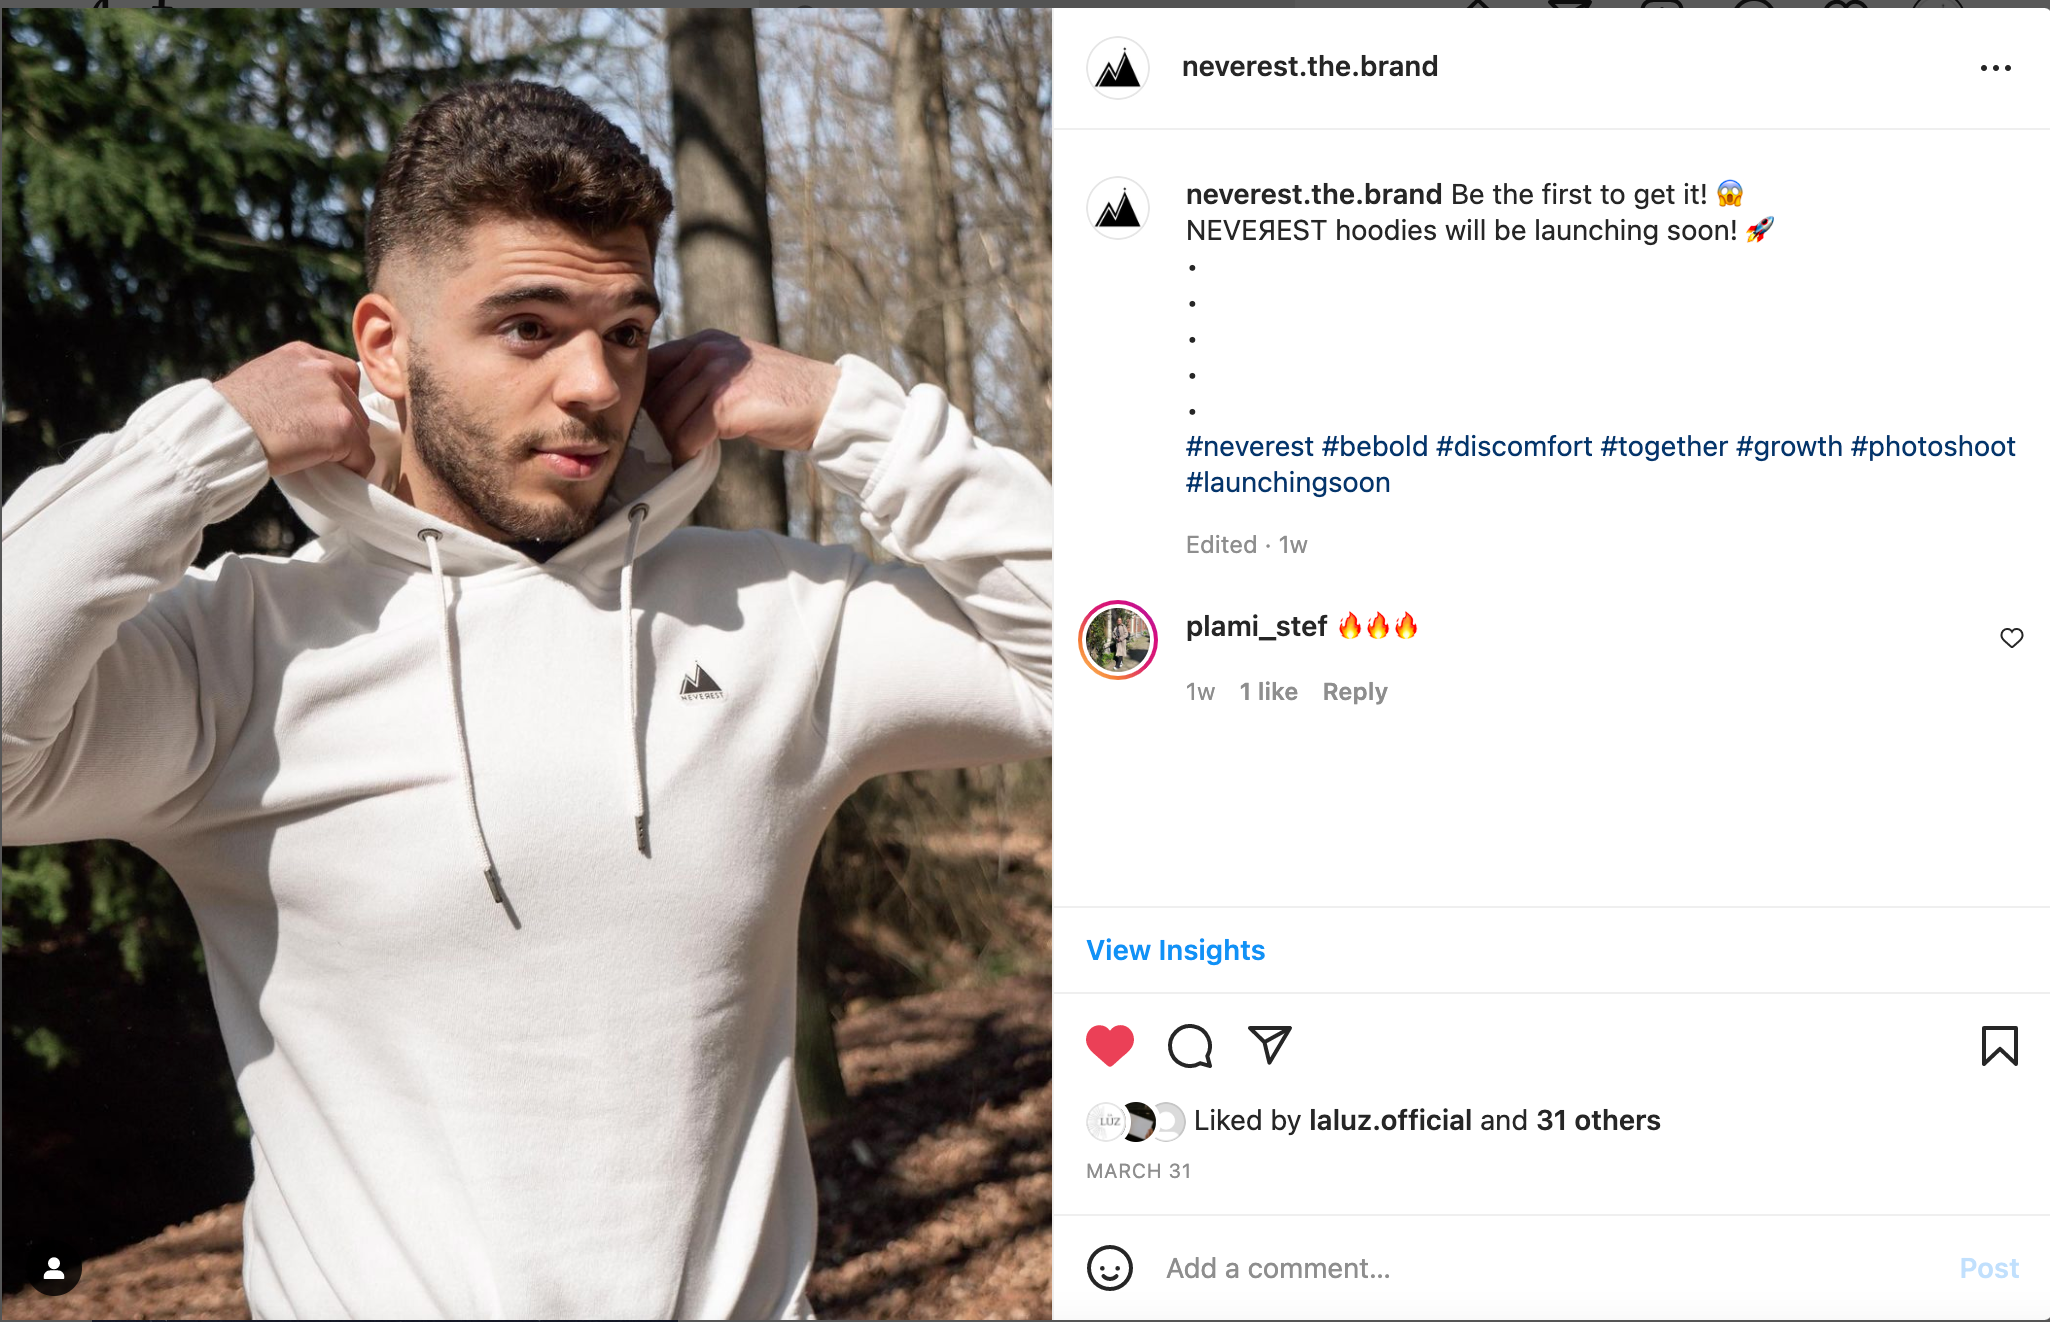 neverest.the.brand
neverest.the.brand Be the first to get it! 😱
NEVEЯEST hoodies will be launching soon! 🚀
•
•
•
•
•
#neverest #bebold #discomfort #together #growth #photoshoot
#launchingsoon
Edited · 1w
plami_stef 🔥🔥🔥
1w 1 like Reply
NEVEЯEST
View Insights
LÜZ Liked by laluz.official and 31 others
MARCH 31
Add a comment... Post